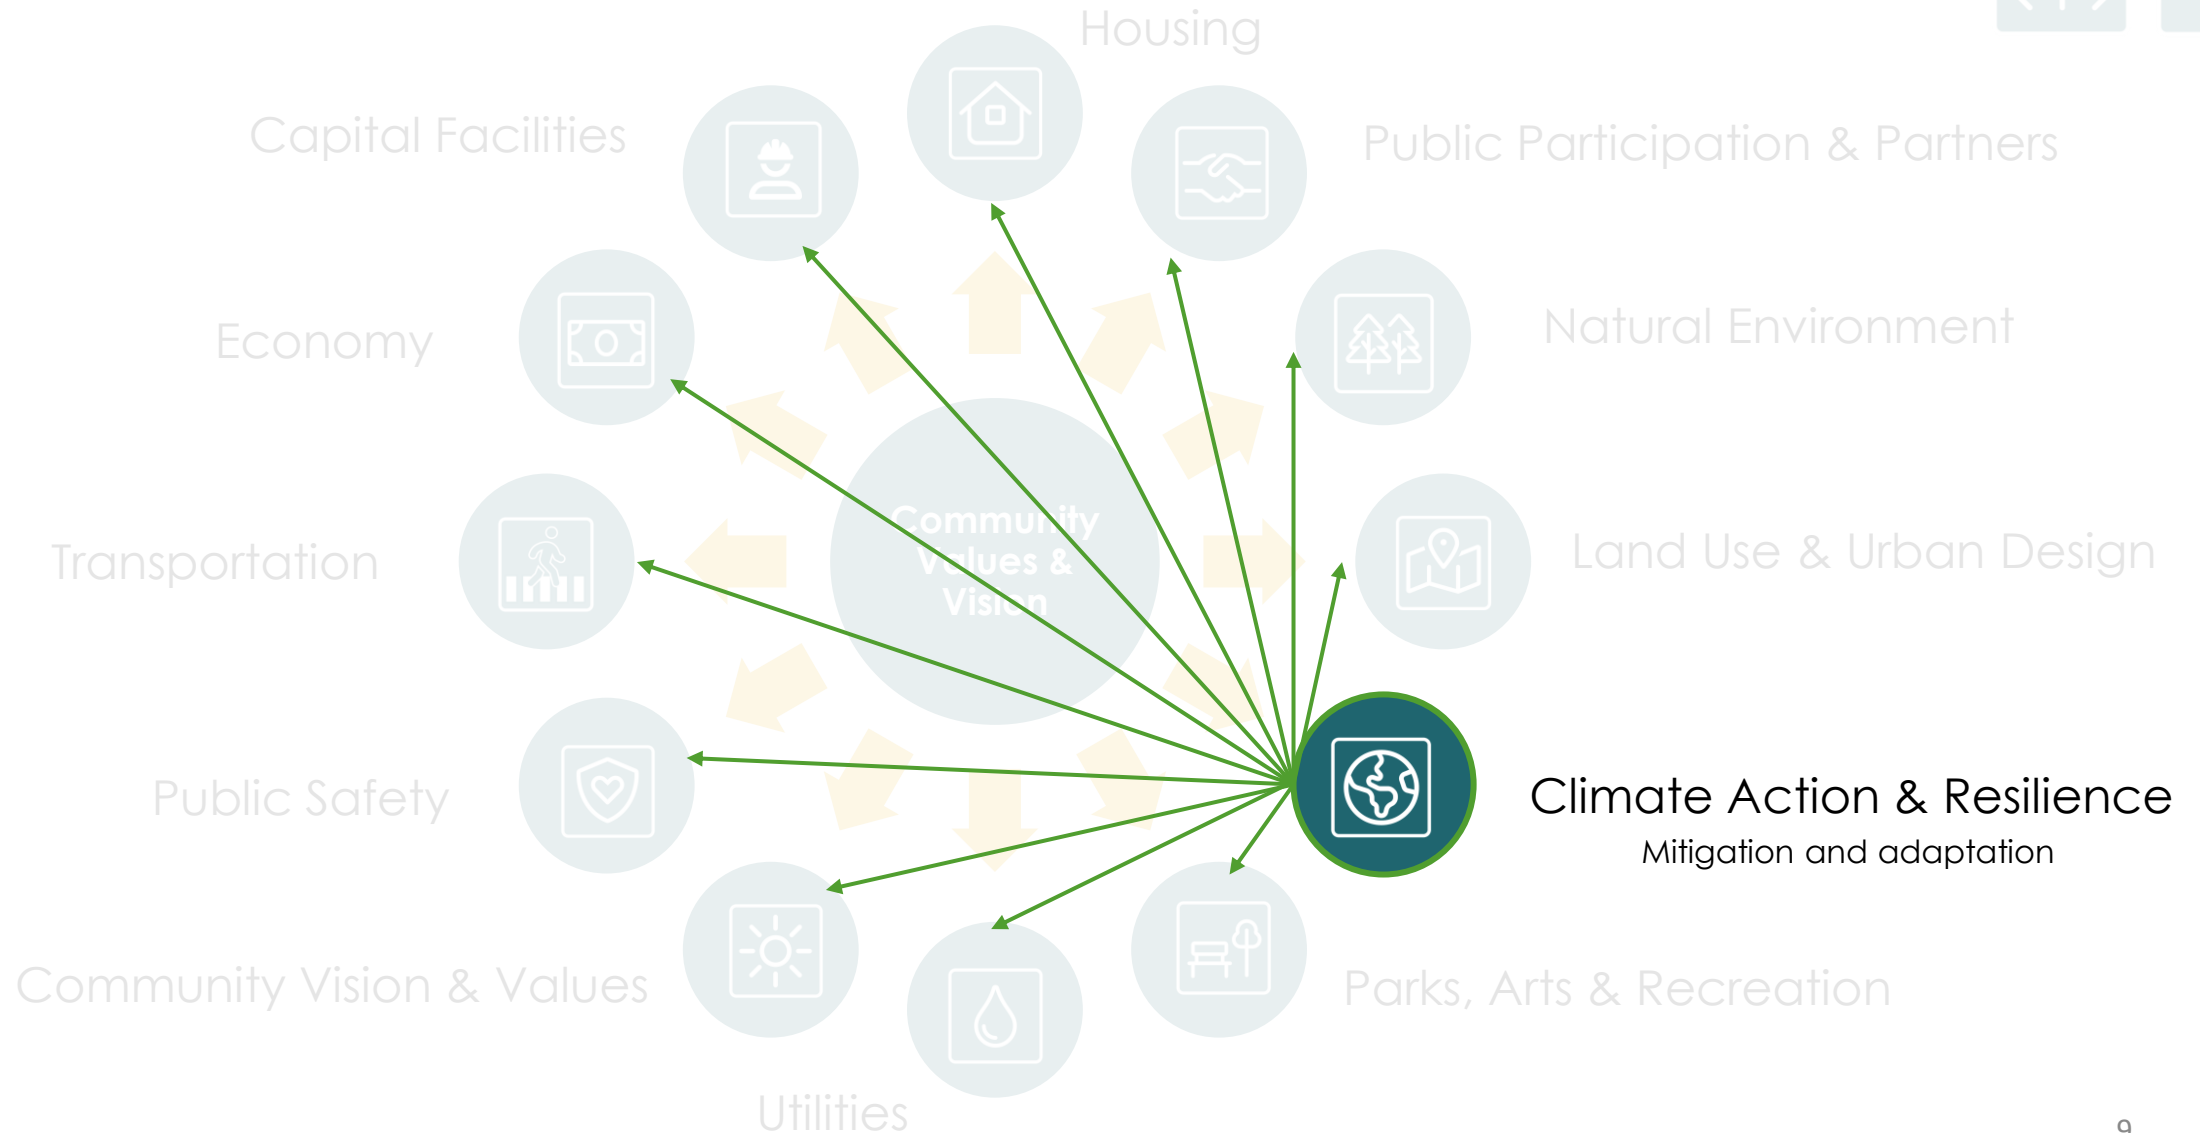 Housing
Capital Facilities
Public Participation & Partners
Economy
Natural Environment
Community
Values &
Vision
Transportation
Land Use & Urban Design
Public Safety
Climate Action & Resilience
Mitigation and adaptation
Community Vision & Values
Parks, Arts & Recreation
Utilities
9